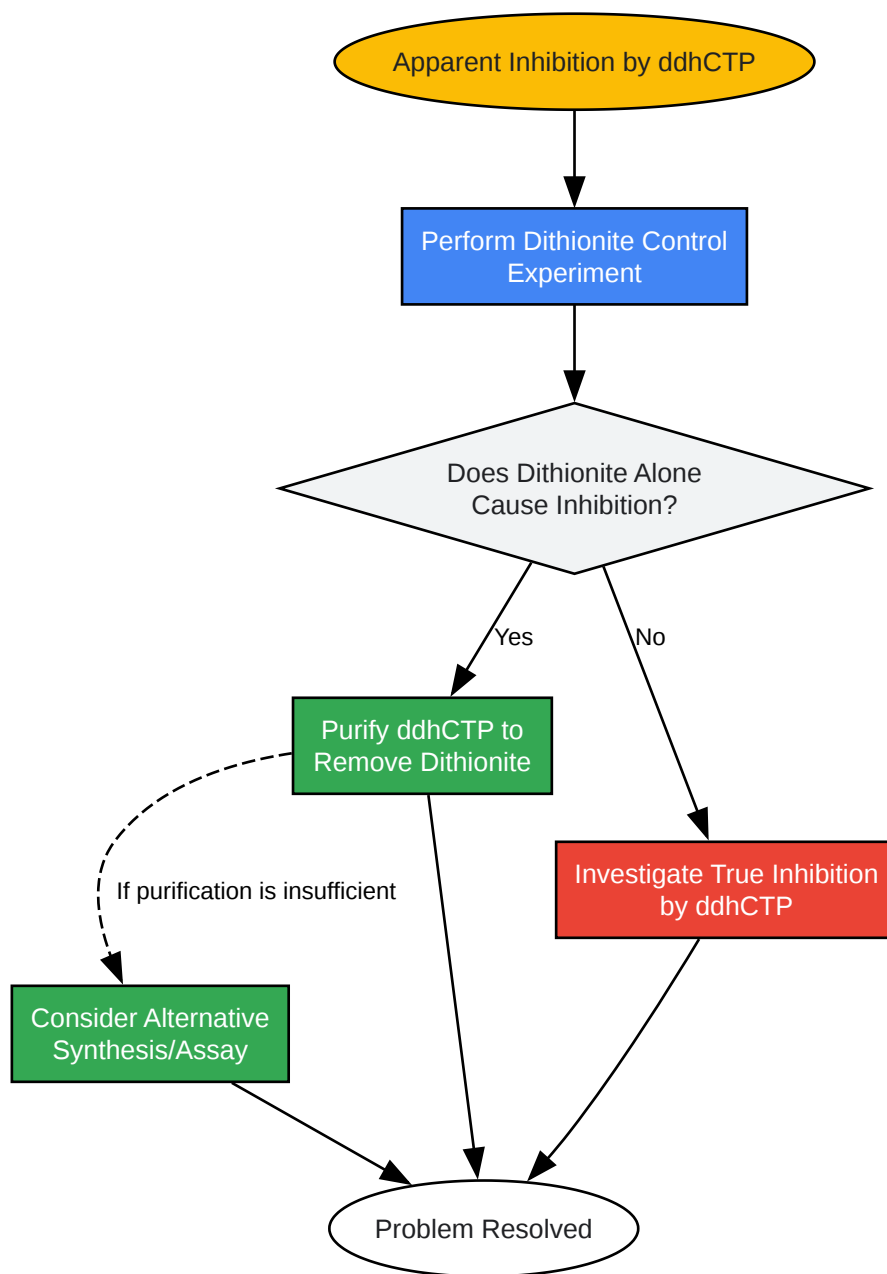 Apparent Inhibition by ddhCTP
Perform Dithionite Control
Experiment
Does Dithionite Alone
Cause Inhibition?
Yes
No
Purify ddhCTP to
Remove Dithionite
Investigate True Inhibition
by ddhCTP
If purification is insufficient
Consider Alternative
Synthesis/Assay
Problem Resolved